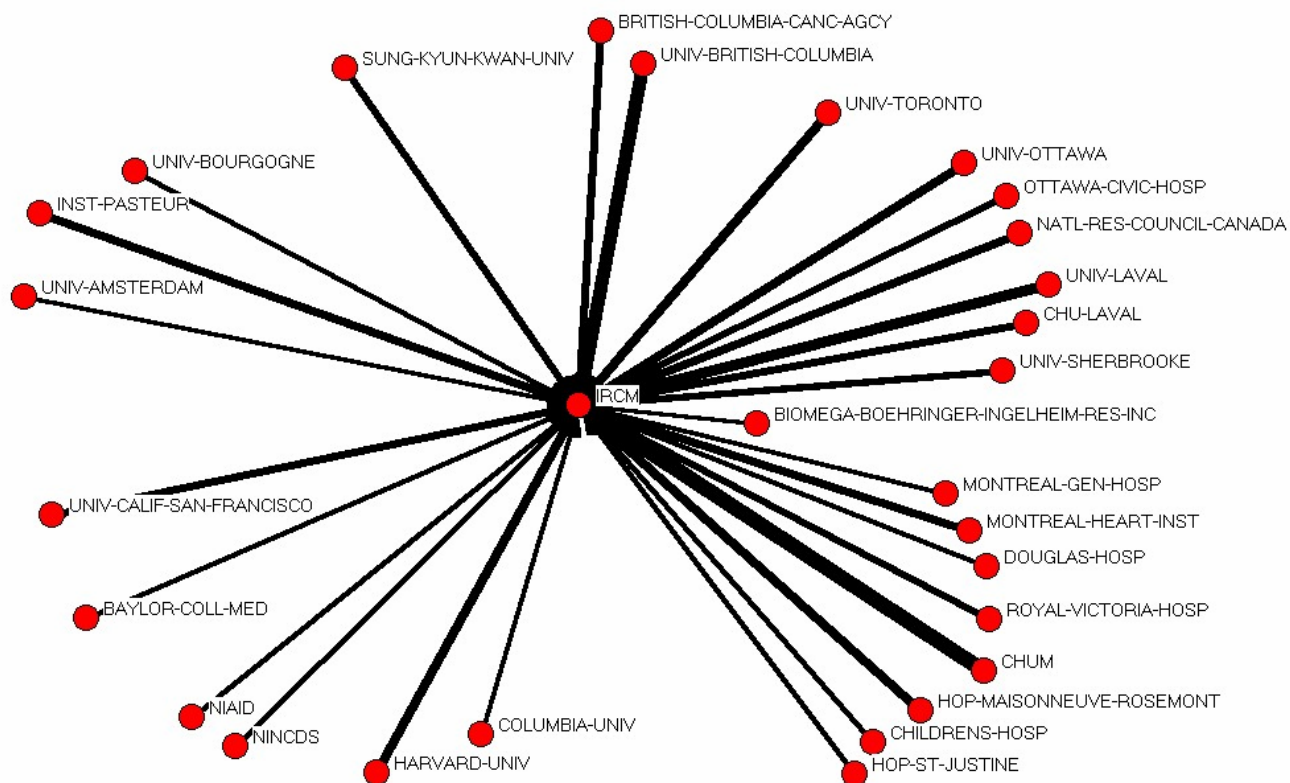 BRITISH-COLUMBIA-CANC-AGCY
SUNG-KYUN-KWAN-UNIV
UNIV-BRITISH-COLUMBIA
UNIV-TORONTO
UNIV-BOURGOGNE
UNIV-OTTAWA
OTTAWA-CIVIC-HOSP
INST-PASTEUR
NATL-RES-COUNCIL-CANADA
UNIV-LAVAL
UNIV-AMSTERDAM
CHU-LAVAL
UNIV-SHERBROOKE
IRCM
BIOMEGA-BOEHRINGER-INGELHEIM-RES-INC
MONTREAL-GEN-HOSP
UNIV-CALIF-SAN-FRANCISCO
MONTREAL-HEART-INST
DOUGLAS-HOSP
BAYLOR-COLL-MED
ROYAL-VICTORIA-HOSP
CHUM
HOP-MAISONNEUVE-ROSEMONT
NIAID
COLUMBIA-UNIV
CHILDRENS-HOSP
NINCDS
HARVARD-UNIV
HOP-ST-JUSTINE